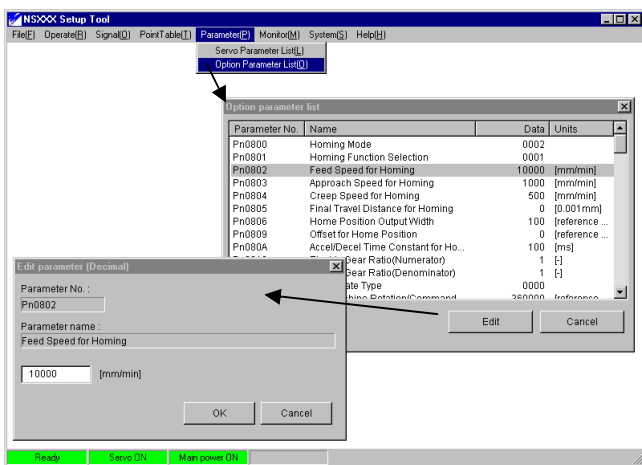 NSXXX Setup Tool
File(F) Operate(R) Signal(O) PointTable(T) Parameter(P) Monitor(M) System(S) Help(H)
Servo Parameter List(L)
Option Parameter List(O)
Option parameter list
Parameter No. Name Data Units
Pn0800 Homing Mode 0002
Pn0801 Homing Function Selection 0001
Pn0802 Feed Speed for Homing 10000 [mm/min]
Pn0803 Approach Speed for Homing 1000 [mm/min]
Pn0804 Creep Speed for Homing 500 [mm/min]
Pn0805 Final Travel Distance for Homing 0 [0.001mm]
Pn0806 Home Position Output Width 100 [reference ...
Pn0809 Offset for Home Position 0 [reference ...
Pn080A Accel/Decel Time Constant for Ho... 100 [ms]
Gear Ratio(Numerator) 1 [-]
Gear Ratio(Denominator) 1 [-]
ate Type 0000
Rotation/Command 360000 [reference
Edit Cancel
Edit parameter (Decimal)
Parameter No. :
Pn0802
Parameter name :
Feed Speed for Homing
10000 [mm/min]
OK Cancel
Ready Servo ON Main power ON